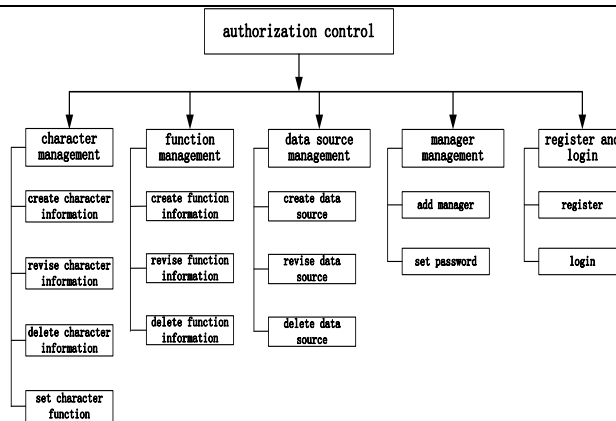 authorization control
character
management
function
management
data source
management
manager
management
register and
login
create character
information
create function
information
create data
source
add manager
register
revise character
information
revise function
information
revise data
source
set password
login
delete character
information
delete function
information
delete data
source
set character
function